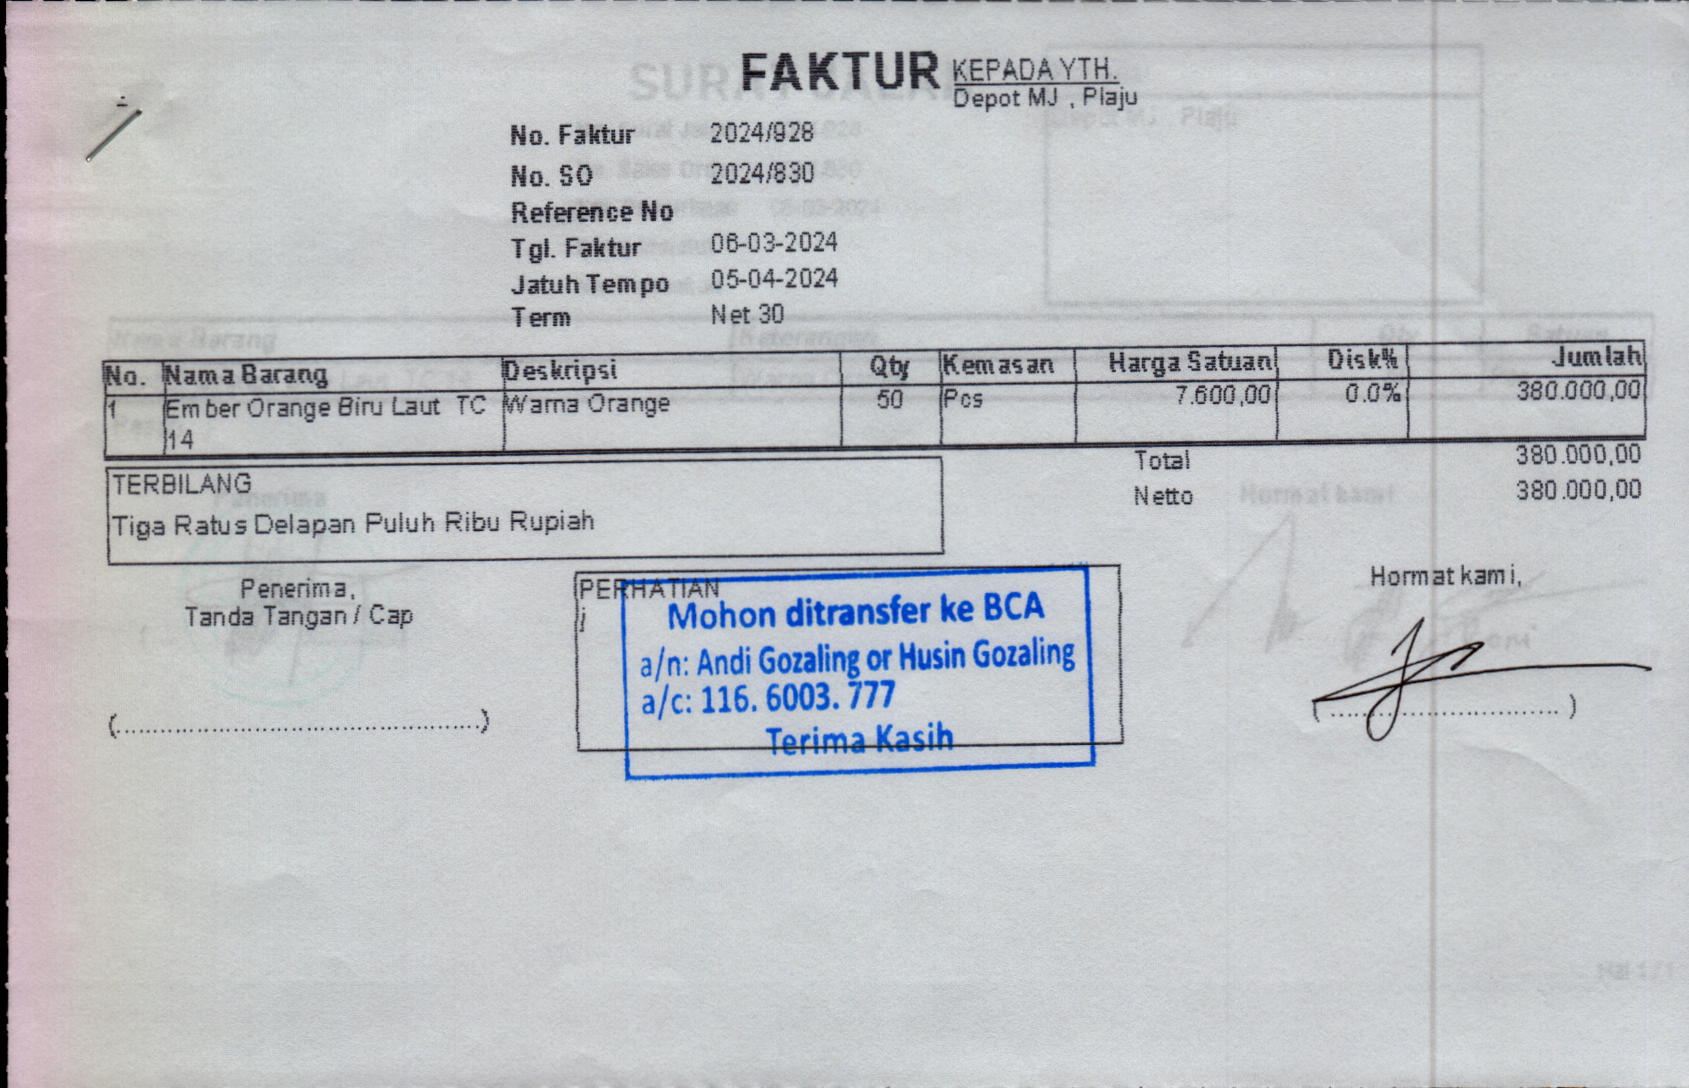 FAKTUR
KEPADA YTH.
Depot MJ , Plaju
No. Faktur 2024/928
No. SO 2024/830
Reference No
Tgl. Faktur 06-03-2024
Jatuh Tempo 05-04-2024
Term Net 30
No. Nama Barang Deskripsi Qty Kemasan Harga Satuan Disk% Jumlah
1 Ember Orange Biru Laut TC 14 Warna Orange 50 Pcs 7.600,00 0.0% 380.000,00
Total 380.000,00
Netto 380.000,00
TERBILANG
Tiga Ratus Delapan Puluh Ribu Rupiah
Penerima,
Tanda Tangan / Cap
(................................................)
PERHATIAN
j
Mohon ditransfer ke BCA
a/n: Andi Gozaling or Husin Gozaling
a/c: 116. 6003. 777
Terima Kasih
Hormat kami,
(..............................)